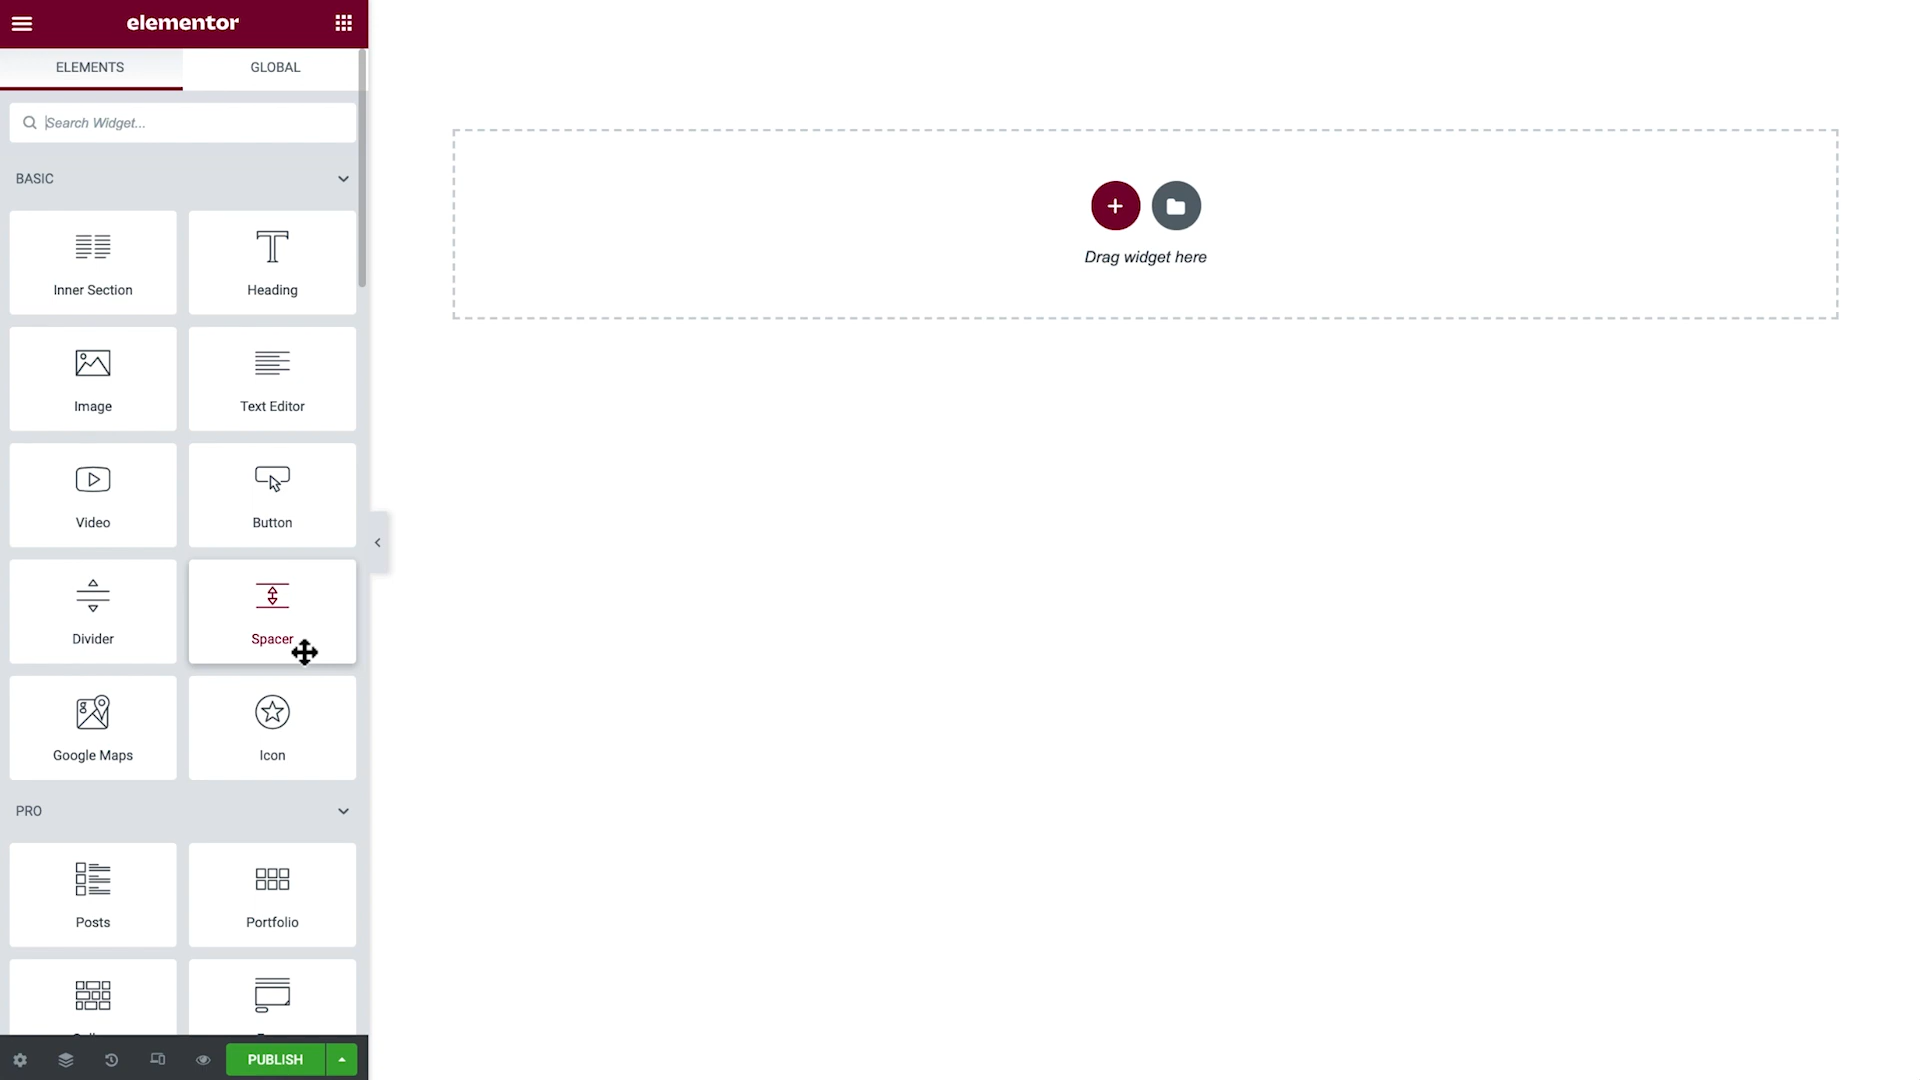 elementor
ELEMENTS
GLOBAL
Search Widget...
BASIC
Inner Section
Heading
Image
Text Editor
Video
Button
Divider
Spacer
Google Maps
Icon
PRO
Posts
Portfolio
PUBLISH
Drag widget here